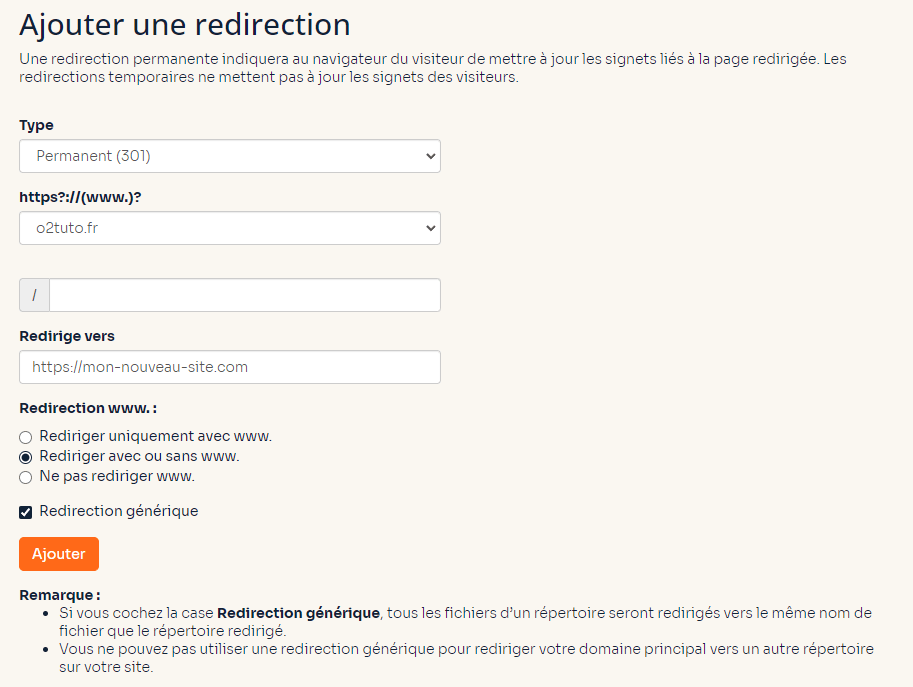 Ajouter une redirection
Une redirection permanente indiquera au navigateur du visiteur de mettre à jour les signets liés à la page redirigée. Les
redirections temporaires ne mettent pas à jour les signets des visiteurs.
Type
Permanent (301)
https?://(www.)?
o2tuto.fr
/
Redirige vers
https://mon-nouveau-site.com
Redirection www. :
Rediriger uniquement avec www.
Rediriger avec ou sans www.
Ne pas rediriger www.
Redirection générique
Ajouter
Remarque :
• Si vous cochez la case Redirection générique, tous les fichiers d’un répertoire seront redirigés vers le même nom de
fichier que le répertoire redirigé.
• Vous ne pouvez pas utiliser une redirection générique pour rediriger votre domaine principal vers un autre répertoire
sur votre site.